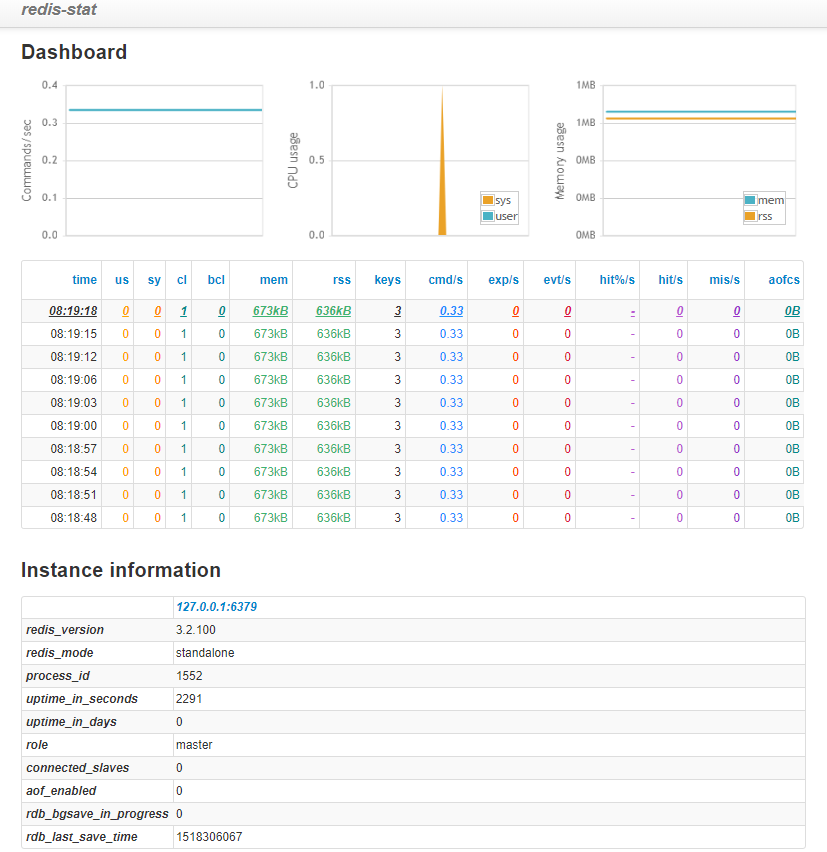 redis-stat
Dashboard
Commands/sec
0.4
0.3
0.2
0.1
0.0
CPU usage
1.0
0.5
0.0
sys
user
Memory usage
1MB
1MB
0MB
0MB
0MB
mem
rss
time us sy cl bcl mem rss keys cmd/s exp/s evt/s hit%/s hit/s mis/s aofcs
08:19:18 0 0 1 0 673kB 636kB 3 0.33 0 0 - 0 0 0B
08:19:15 0 0 1 0 673kB 636kB 3 0.33 0 0 - 0 0 0B
08:19:12 0 0 1 0 673kB 636kB 3 0.33 0 0 - 0 0 0B
08:19:06 0 0 1 0 673kB 636kB 3 0.33 0 0 - 0 0 0B
08:19:03 0 0 1 0 673kB 636kB 3 0.33 0 0 - 0 0 0B
08:19:00 0 0 1 0 673kB 636kB 3 0.33 0 0 - 0 0 0B
08:18:57 0 0 1 0 673kB 636kB 3 0.33 0 0 - 0 0 0B
08:18:54 0 0 1 0 673kB 636kB 3 0.33 0 0 - 0 0 0B
08:18:51 0 0 1 0 673kB 636kB 3 0.33 0 0 - 0 0 0B
08:18:48 0 0 1 0 673kB 636kB 3 0.33 0 0 - 0 0 0B
Instance information
127.0.0.1:6379
redis_version 3.2.100
redis_mode standalone
process_id 1552
uptime_in_seconds 2291
uptime_in_days 0
role master
connected_slaves 0
aof_enabled 0
rdb_bgsave_in_progress 0
rdb_last_save_time 1518306067